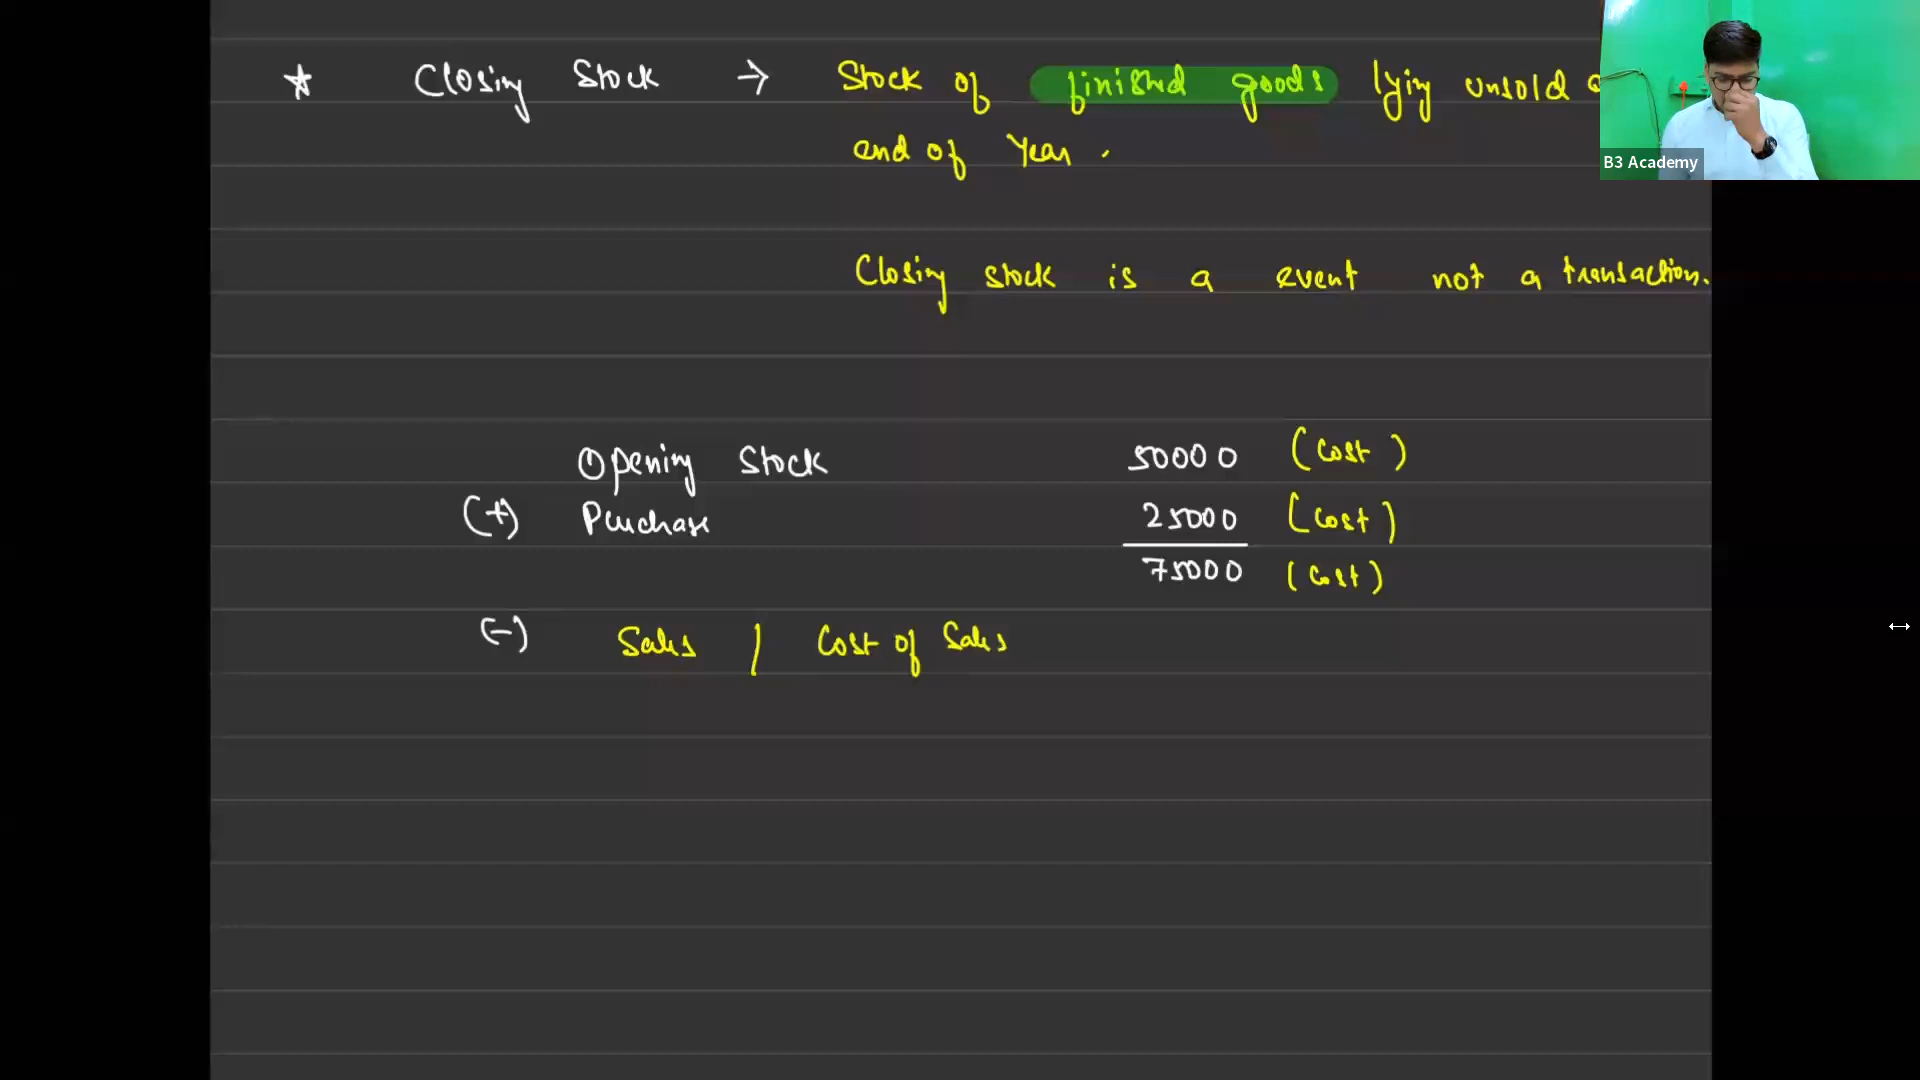 ☆ Closing Stock → Stock of finished goods lying unsold
end of Year.
B3 Academy
Closing stock is a event not a transaction.
Opening Stock 50000 (Cost)
(+) Purchase 25000 (Cost)
75000 (Cost)
(-) Sales | Cost of Sales